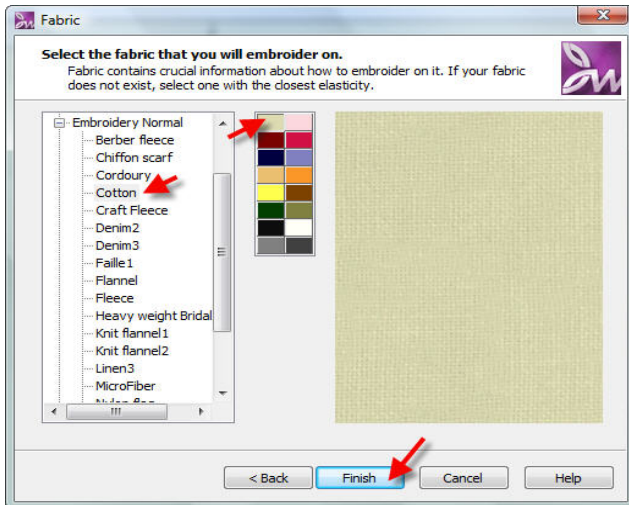 Fabric
Select the fabric that you will embroider on.
Fabric contains crucial information about how to embroider on it. If your fabric
does not exist, select one with the closest elasticity.
Embroidery Normal
Berber fleece
Chiffon scarf
Cordoury
Cotton
Craft Fleece
Denim2
Denim3
Faille1
Flannel
Fleece
Heavy weight Bridal
Knit flannel1
Knit flannel2
Linen3
MicroFiber
< Back
Finish
Cancel
Help